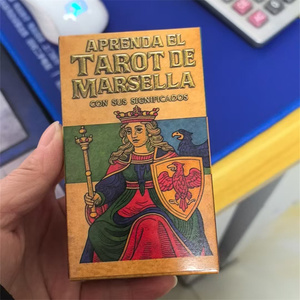 APRENDA EL
TAROT DE
MARSELLA
CON SUS SIGNIFICADOS